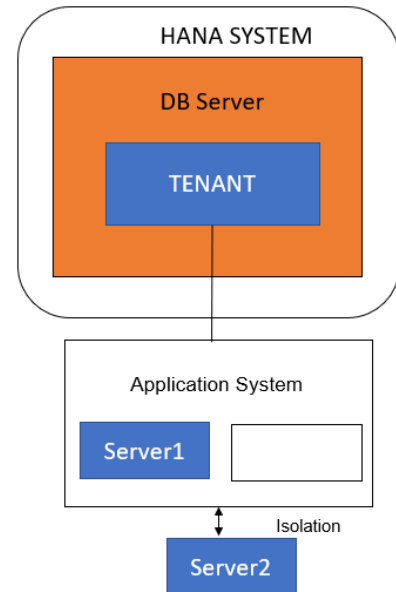 HANA SYSTEM
DB Server
TENANT
Application System
Server1
Isolation
Server2